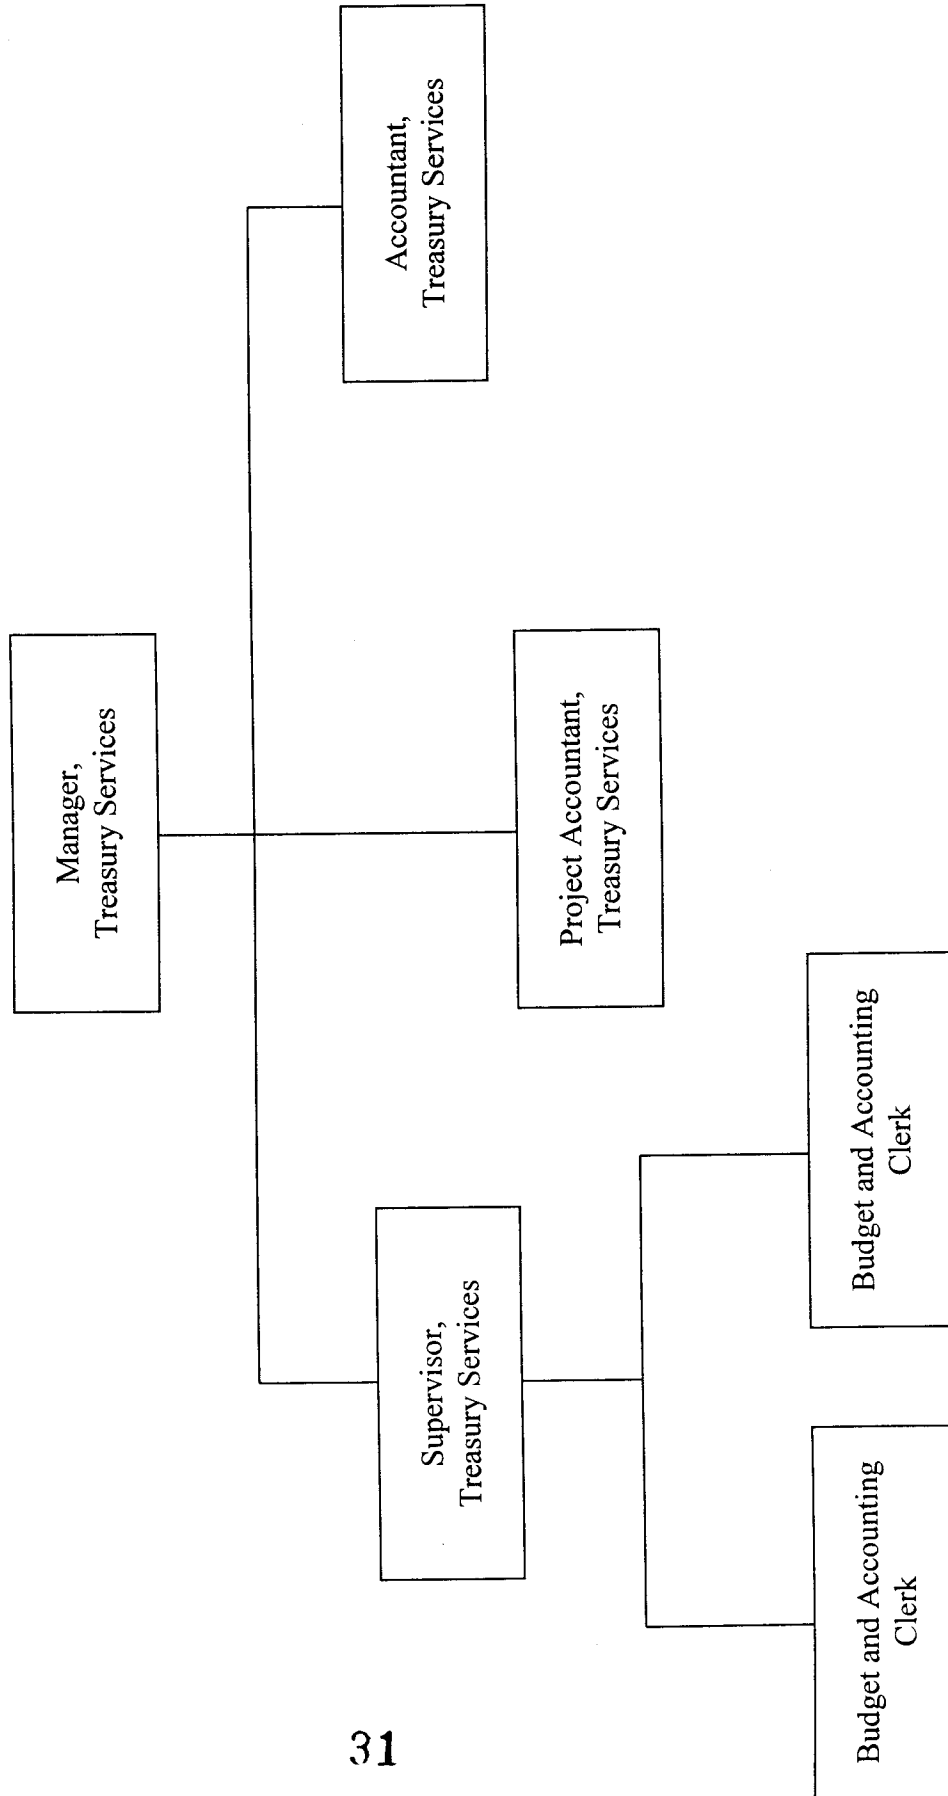 Manager,
Treasury Services
Supervisor,
Treasury Services
Project Accountant,
Treasury Services
Accountant,
Treasury Services
Budget and Accounting
Clerk
Budget and Accounting
Clerk
31